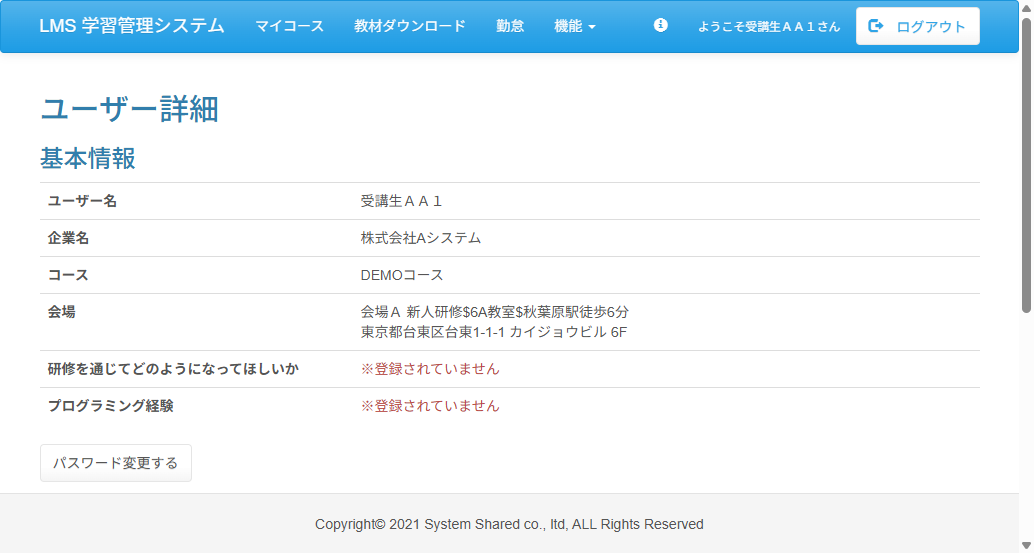 LMS 学習管理システム マイコース 教材ダウンロード 勤怠 機能 ようこそ受講生ＡＡ１さん ログアウト
ユーザー詳細
基本情報
ユーザー名 受講生ＡＡ１
企業名 株式会社Aシステム
コース DEMOコース
会場 会場Ａ 新人研修$6A教室$秋葉原駅徒歩6分
東京都台東区台東1-1-1 カイジョウビル 6F
研修を通じてどのようになってほしいか ※登録されていません
プログラミング経験 ※登録されていません
パスワード変更する
Copyright© 2021 System Shared co., ltd, ALL Rights Reserved